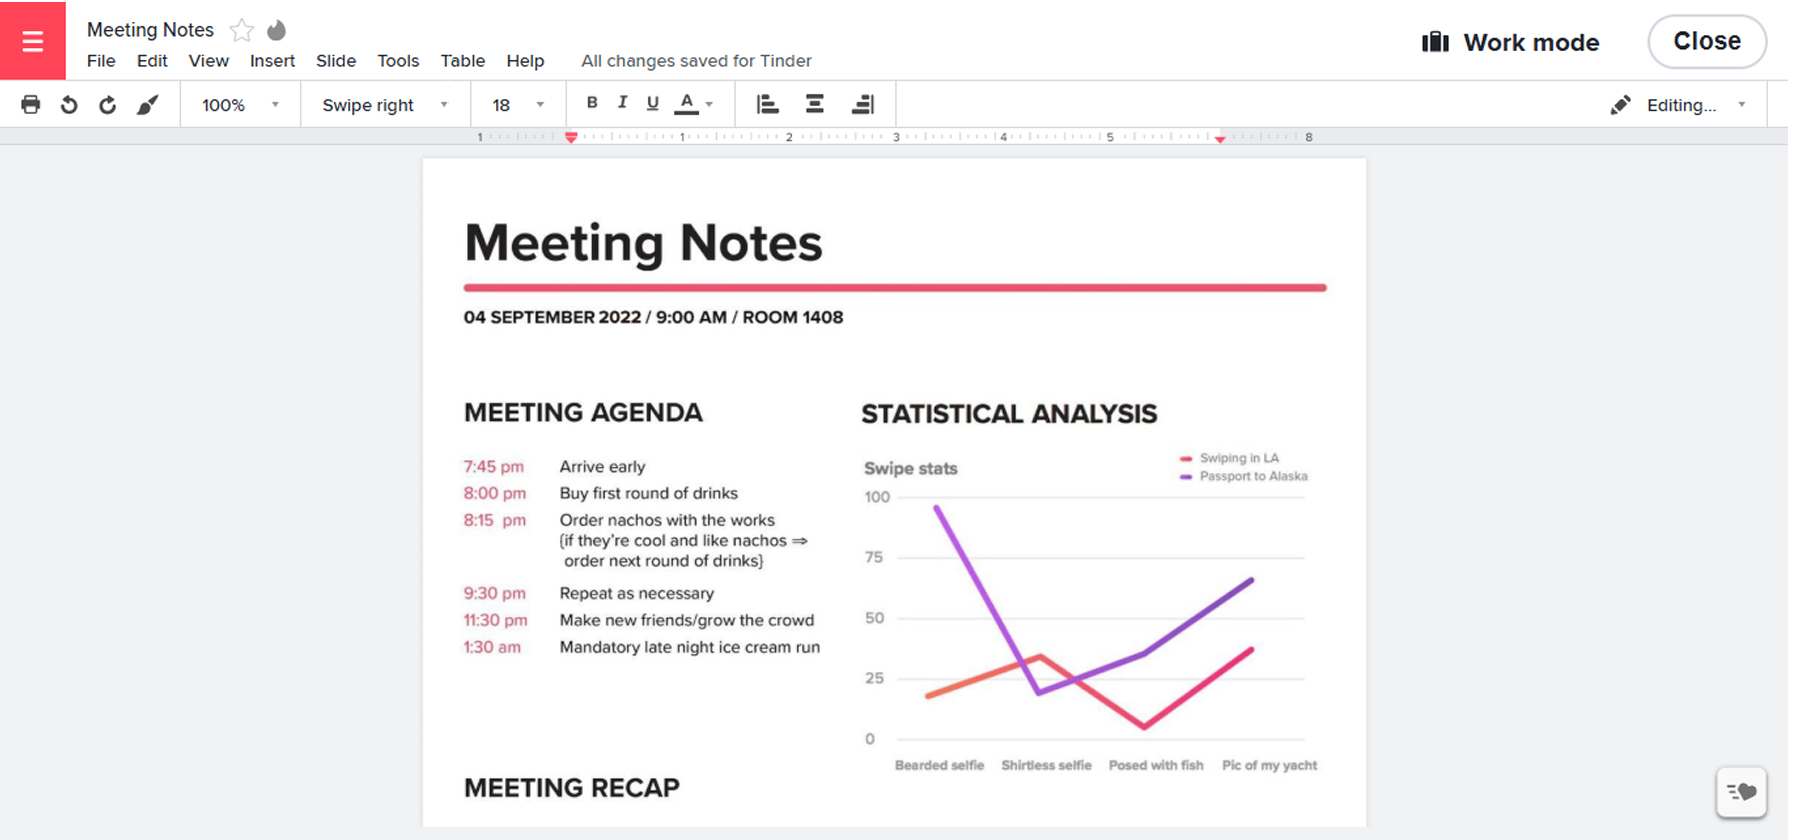 Meeting Notes
File Edit View Insert Slide Tools Table Help All changes saved for Tinder
Work mode
Close
100% Swipe right 18 B I U A Editing...
1 1 2 3 4 5 8
Meeting Notes
04 SEPTEMBER 2022 / 9:00 AM / ROOM 1408
MEETING AGENDA
7:45 pm Arrive early
8:00 pm Buy first round of drinks
8:15 pm Order nachos with the works
{if they're cool and like nachos ⇒
order next round of drinks}
9:30 pm Repeat as necessary
11:30 pm Make new friends/grow the crowd
1:30 am Mandatory late night ice cream run
STATISTICAL ANALYSIS
Swipe stats
Swiping in LA
Passport to Alaska
100
75
50
25
0
Bearded selfie Shirtless selfie Posed with fish Pic of my yacht
MEETING RECAP